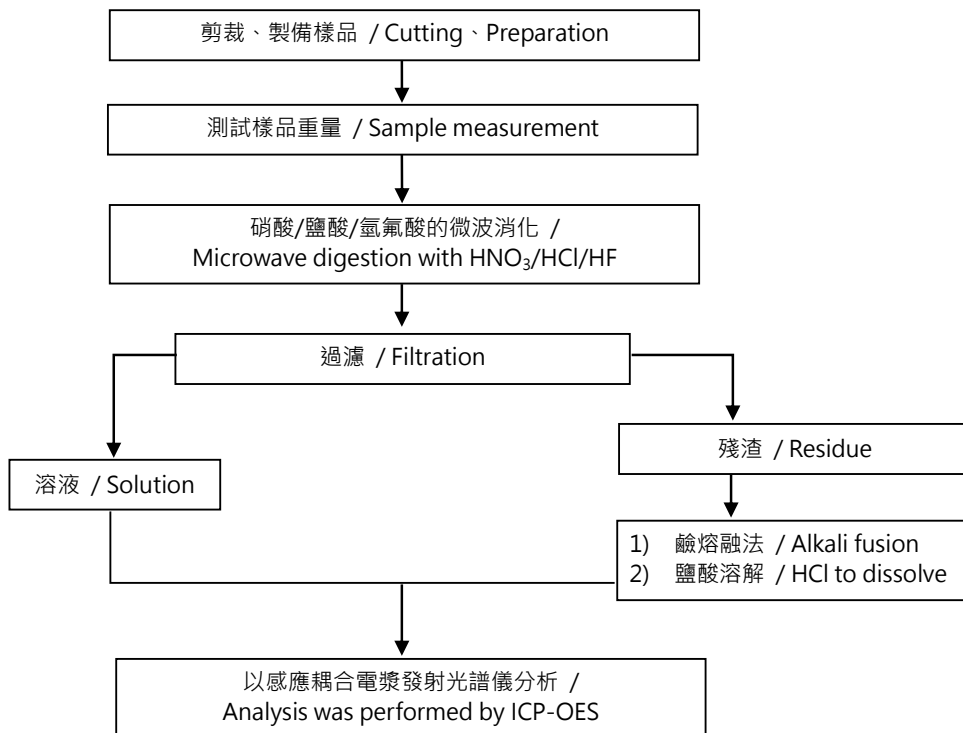 剪裁、製備樣品 / Cutting、Preparation
測試樣品重量 / Sample measurement
硝酸/鹽酸/氫氟酸的微波消化 /
Microwave digestion with HNO₃/HCl/HF
過濾 / Filtration
溶液 / Solution
殘渣 / Residue
1) 鹼熔融法 / Alkali fusion
2) 鹽酸溶解 / HCl to dissolve
以感應耦合電漿發射光譜儀分析 /
Analysis was performed by ICP-OES